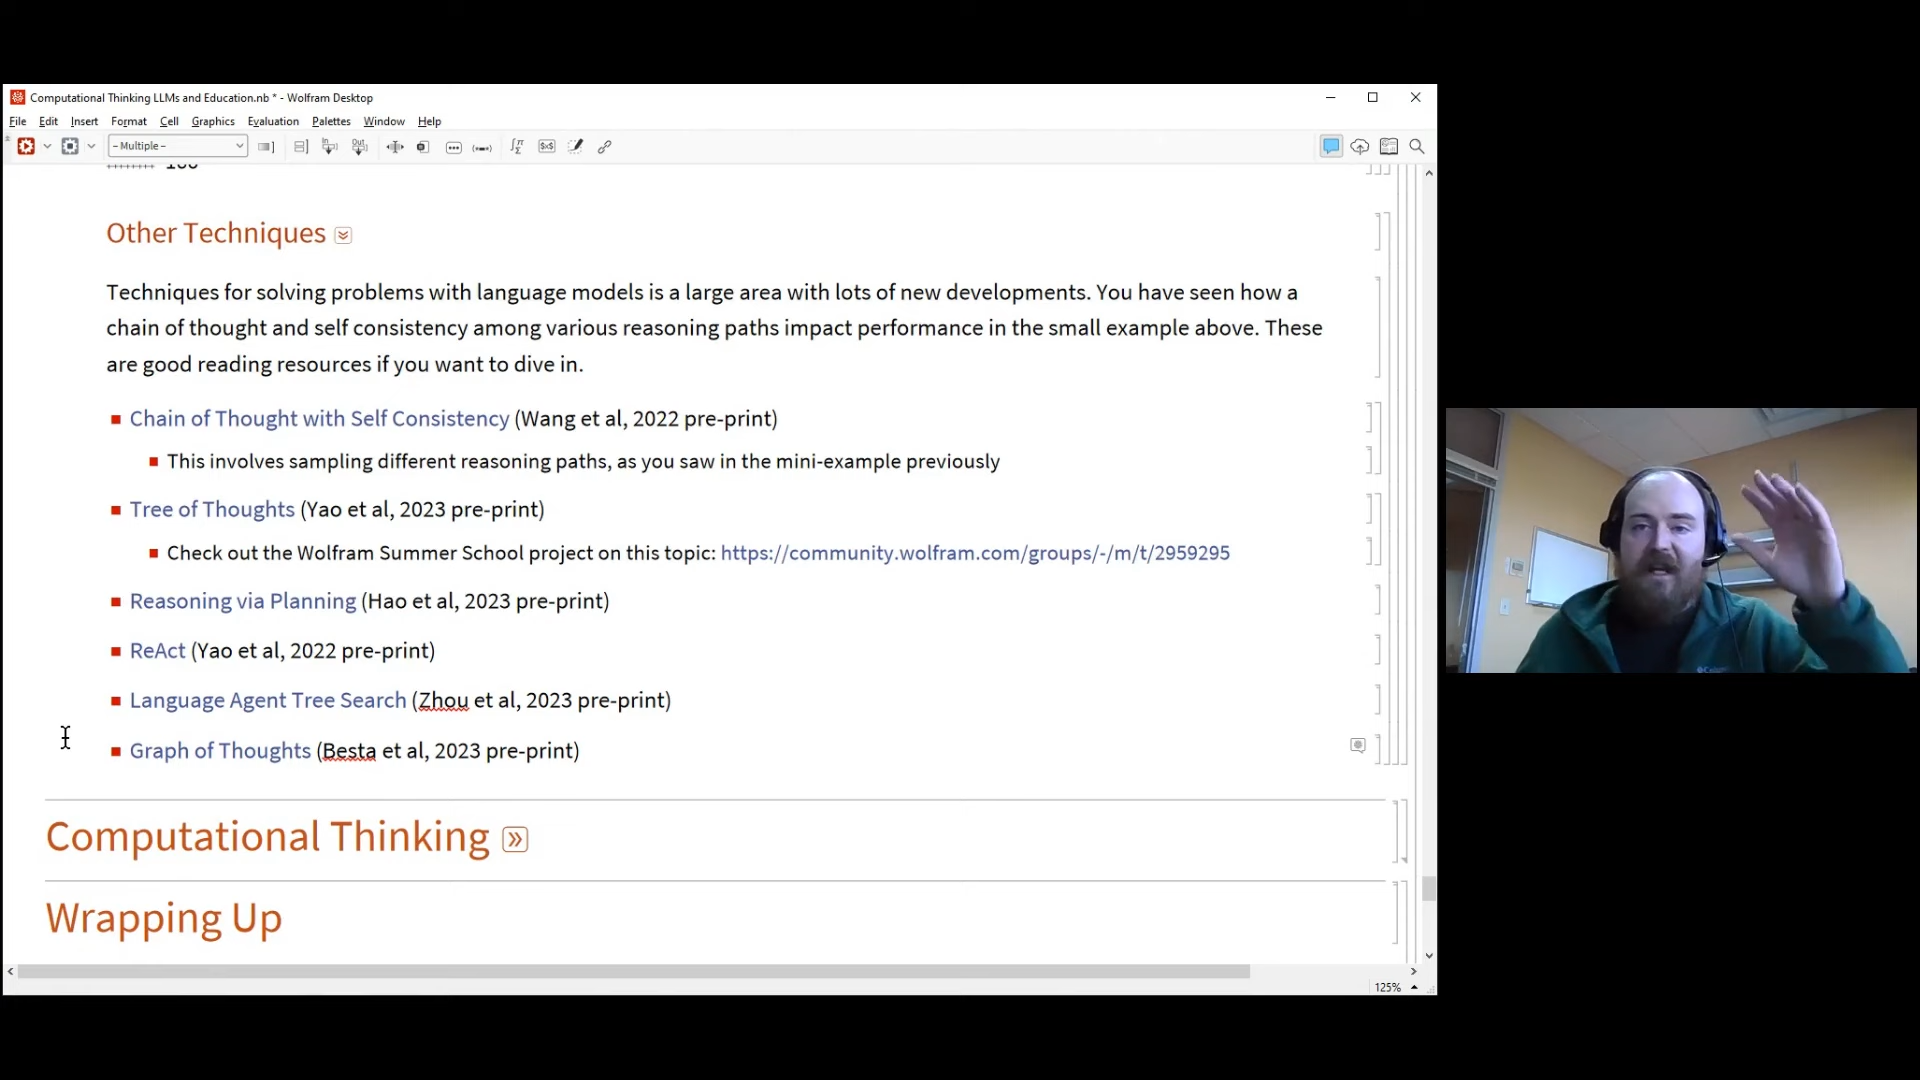 Computational Thinking LLMs and Education.nb * - Wolfram Desktop
File Edit Insert Format Cell Graphics Evaluation Palettes Window Help
- Multiple -
Other Techniques
Techniques for solving problems with language models is a large area with lots of new developments. You have seen how a
chain of thought and self consistency among various reasoning paths impact performance in the small example above. These
are good reading resources if you want to dive in.
Chain of Thought with Self Consistency (Wang et al, 2022 pre-print)
This involves sampling different reasoning paths, as you saw in the mini-example previously
Tree of Thoughts (Yao et al, 2023 pre-print)
Check out the Wolfram Summer School project on this topic: https://community.wolfram.com/groups/-/m/t/2959295
Reasoning via Planning (Hao et al, 2023 pre-print)
ReAct (Yao et al, 2022 pre-print)
Language Agent Tree Search (Zhou et al, 2023 pre-print)
Graph of Thoughts (Besta et al, 2023 pre-print)
Computational Thinking
Wrapping Up
125%